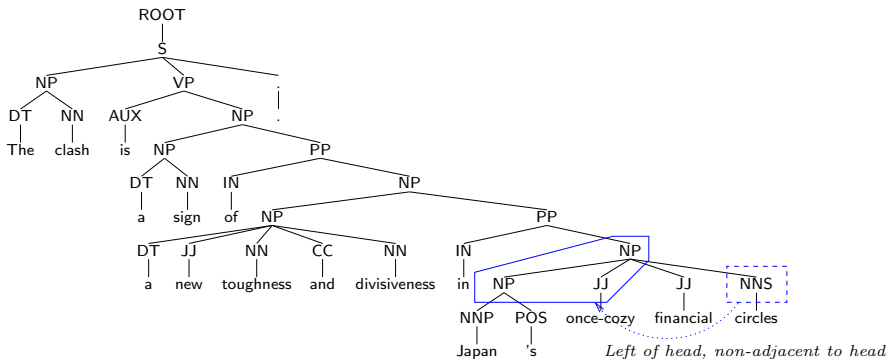 ROOT
S
NP VP .
DT NN AUX NP .
The clash is NP PP
DT NN IN NP
a sign of NP PP
DT JJ NN CC NN IN NP
a new toughness and divisiveness in NP JJ JJ NNS
NNP POS once-cozy financial circles
Japan 's Left of head, non-adjacent to head